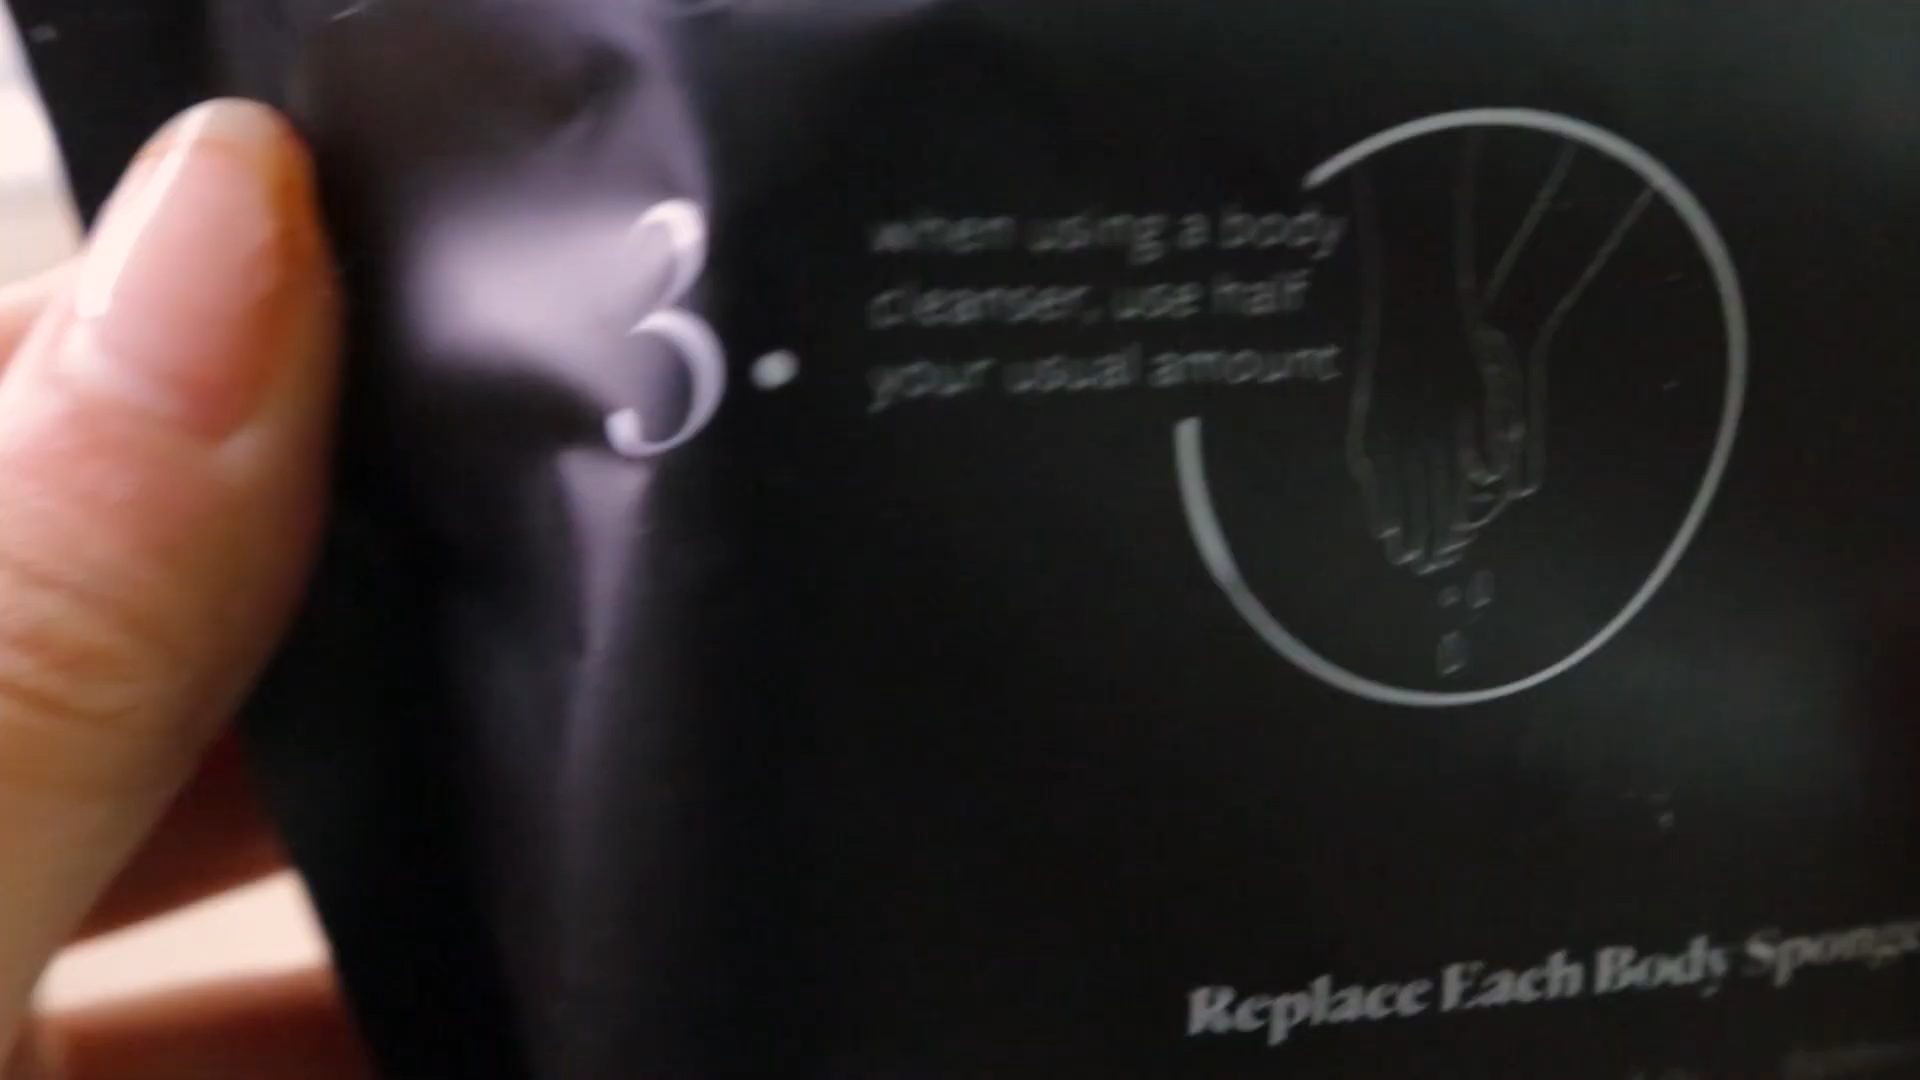 3 •
when using a body
cleanser, use half
your usual amount
Replace Each Body Sponge